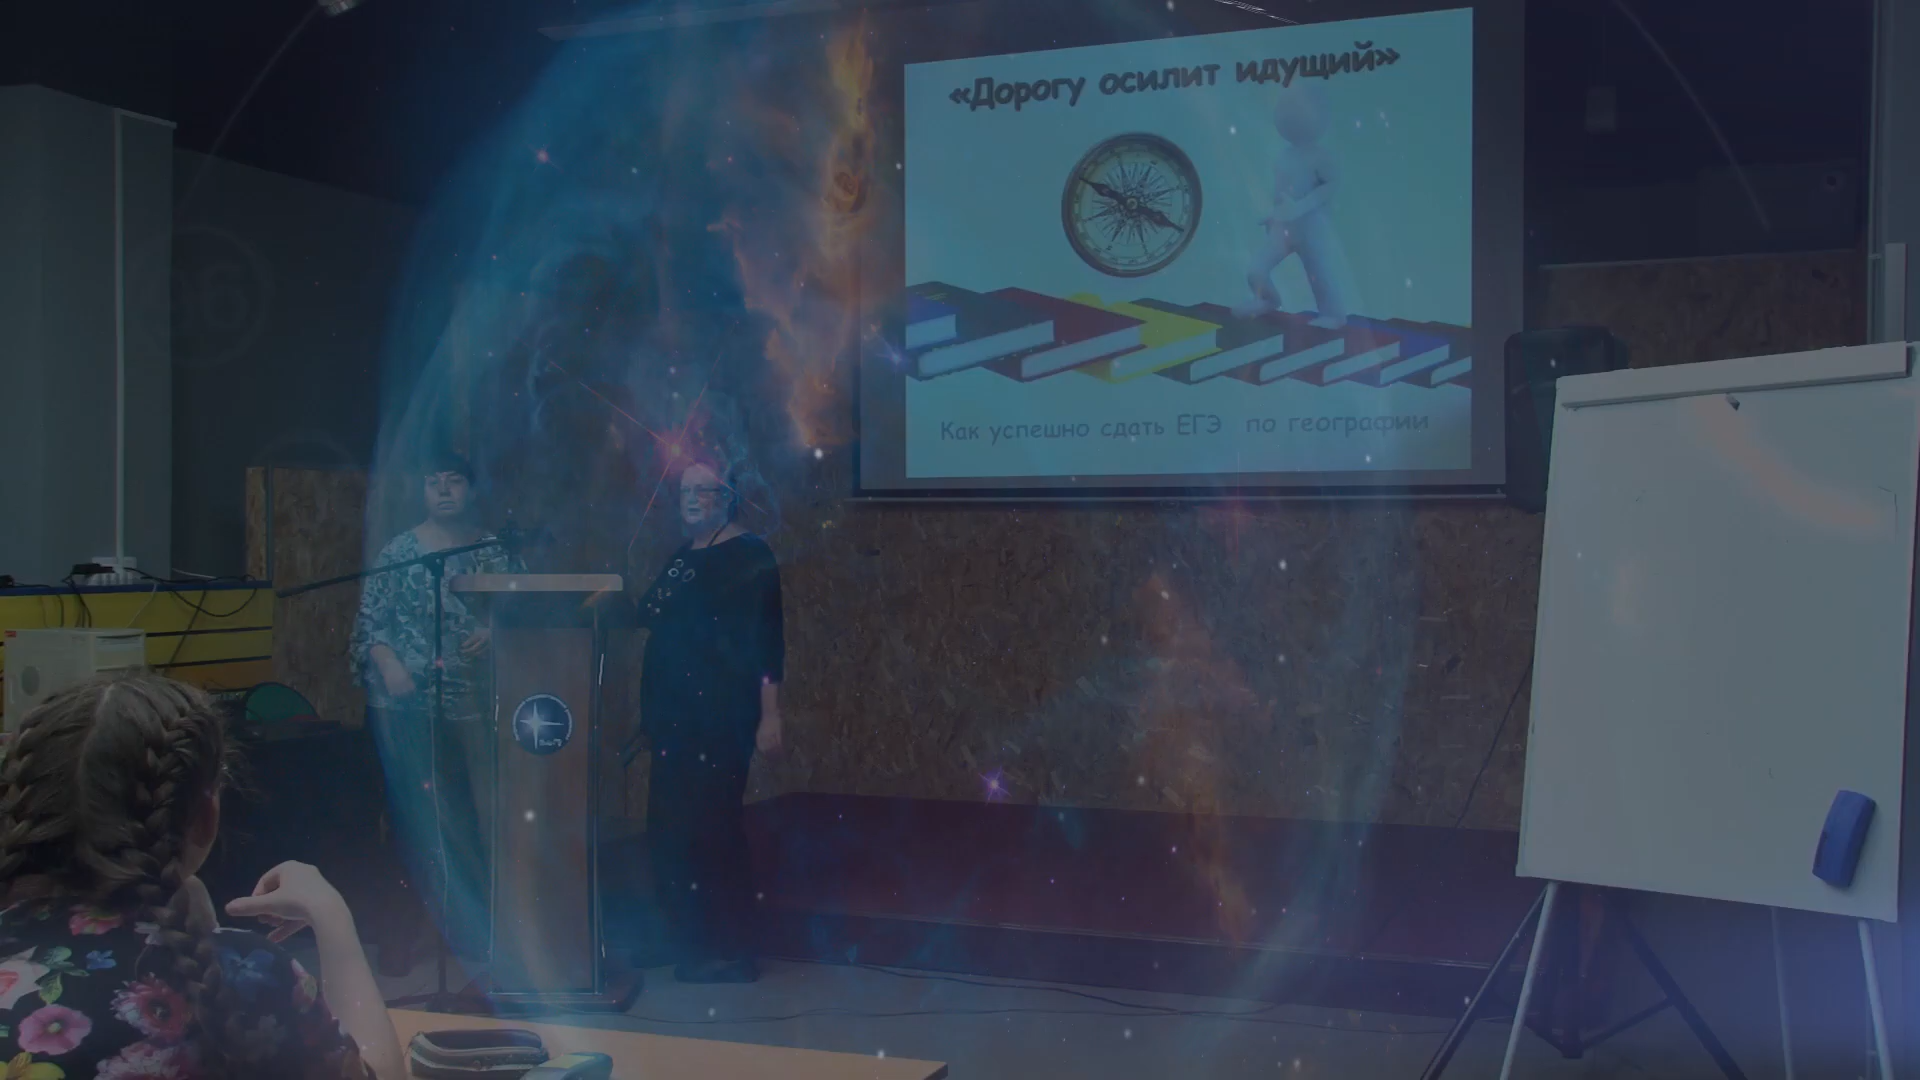 «Дорогу осилит идущий»
Как успешно сдать ЕГЭ по географии